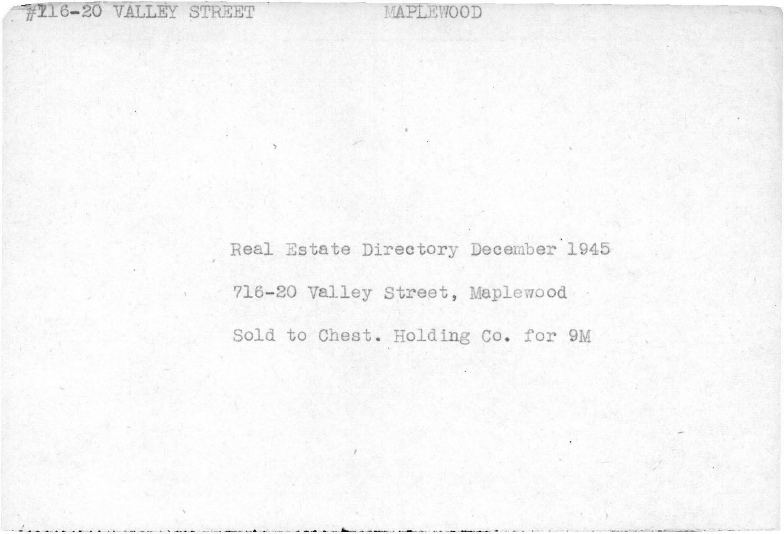 #716-20 VALLEY STREET MAPLEWOOD
Real Estate Directory December 1945
716-20 Valley Street, Maplewood
Sold to Chest. Holding Co. for 9M